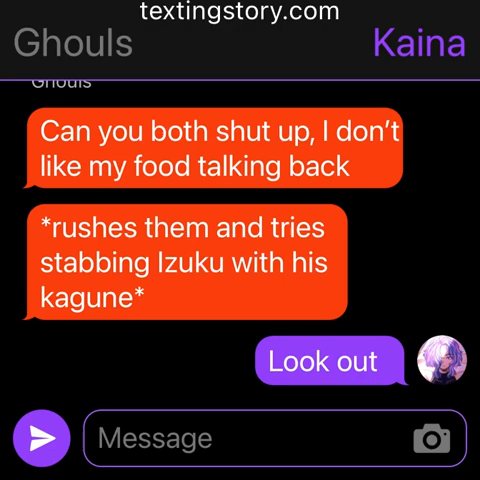 textingstory.com
Ghouls
Kaina
Ghouls
Can you both shut up, I don't
like my food talking back
*rushes them and tries
stabbing Izuku with his
kagune*
Look out
Message